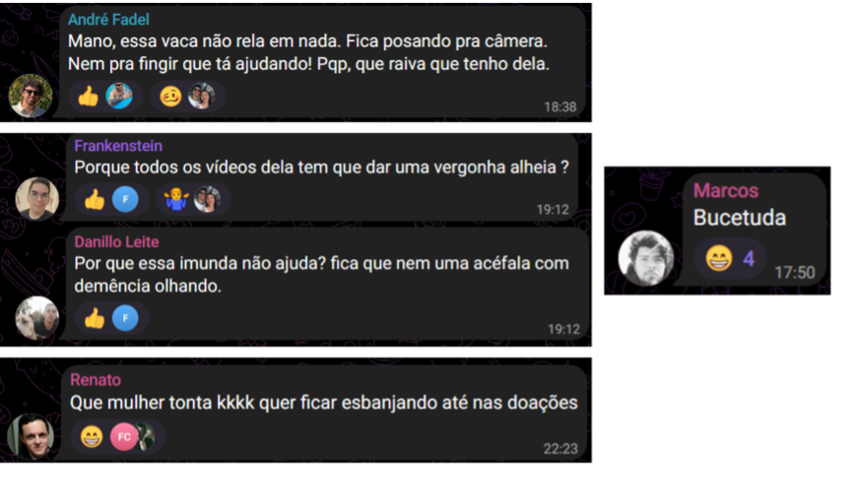 André Fadel
Mano, essa vaca não rela em nada. Fica posando pra câmera.
Nem pra fingir que tá ajudando! Pqp, que raiva que tenho dela.
18:38
Frankenstein
Porque todos os vídeos dela tem que dar uma vergonha alheia ?
F
19:12
Danillo Leite
Por que essa imunda não ajuda? fica que nem uma acéfala com
demência olhando.
F
19:12
Renato
Que mulher tonta kkkk quer ficar esbanjando até nas doações
FC
22:23
Marcos
Bucetuda
4
17:50